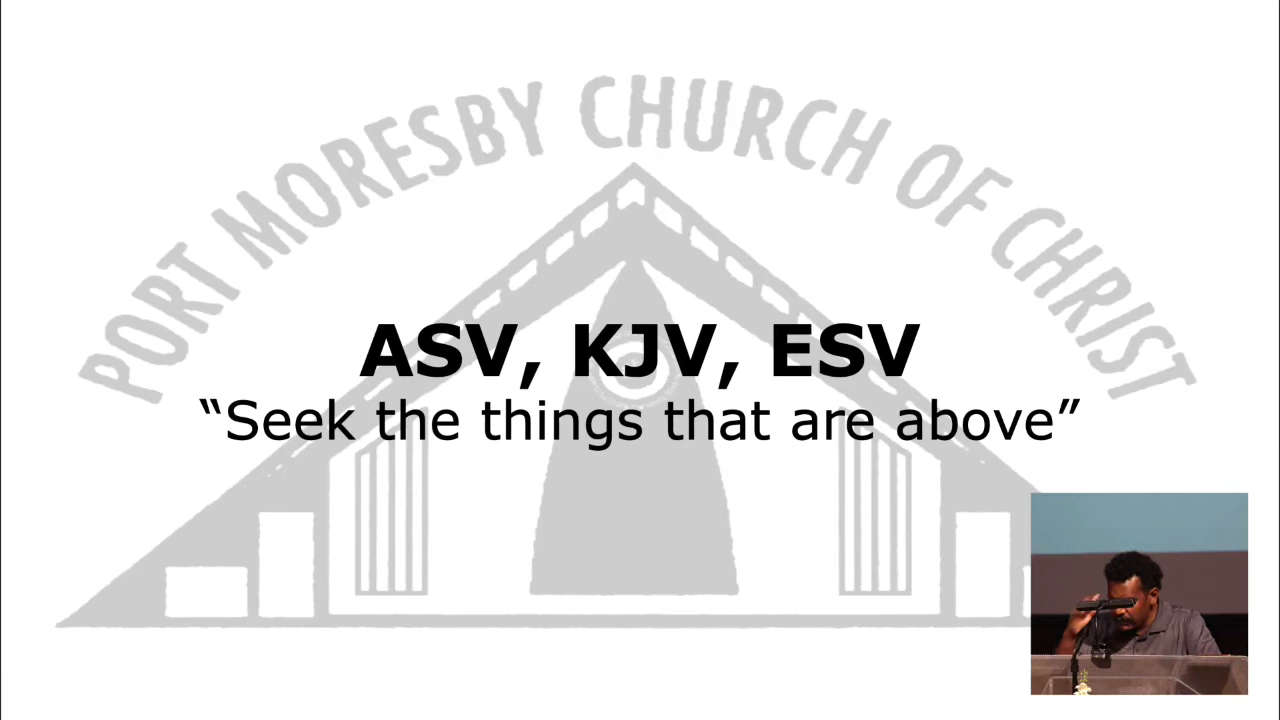 PORT MORESBY CHURCH OF CHRIST
ASV, KJV, ESV
“Seek the things that are above”